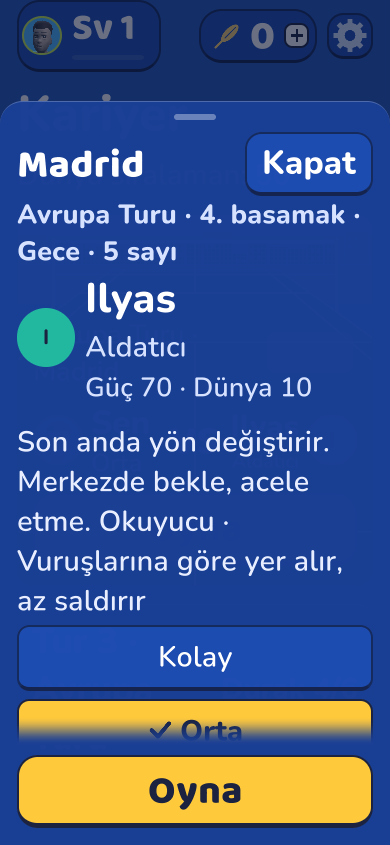 Sv 1
0
Kariyer
Madrid
Kapat
Avrupa Turu · 4. basamak ·
Gece · 5 sayı
I
Ilyas
Aldatıcı
Güç 70 · Dünya 10
Son anda yön değiştirir.
Merkezde bekle, acele
etme. Okuyucu ·
Vuruşlarına göre yer alır,
az saldırır
Kolay
✓ Orta
Oyna